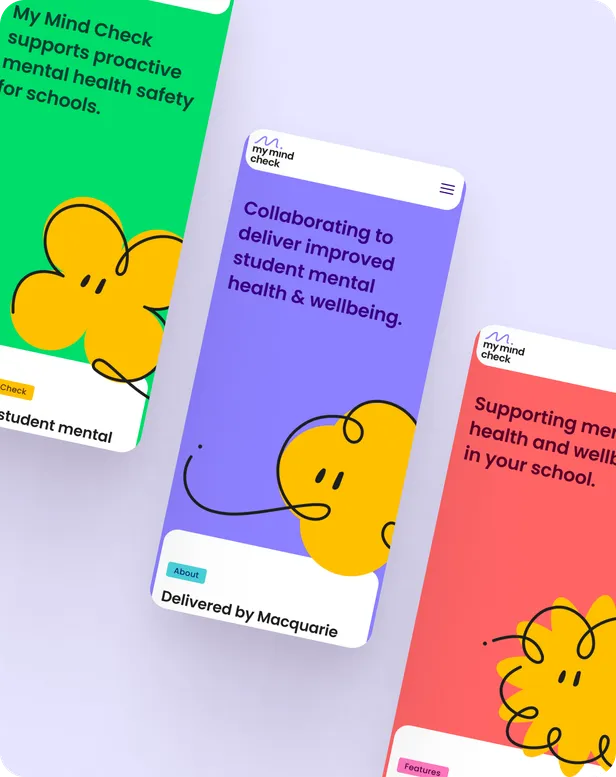 My Mind Check
supports proactive
mental health safety
for schools.
Check
student mental
my mind
check
Collaborating to
deliver improved
student mental
health & wellbeing.
About
Delivered by Macquarie
my mind
check
Supporting
health and
in your school.
Features